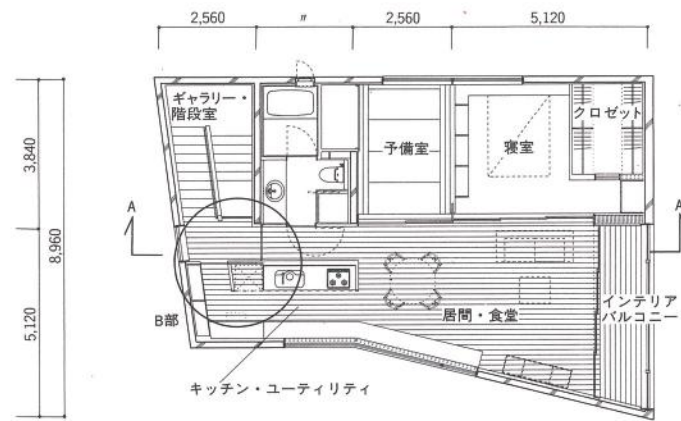 2,560
〃
2,560
5,120
3,840
8,960
5,120
ギャラリー・
階段室
予備室
寝室
クロゼット
A
A
B部
居間・食堂
インテリア
バルコニー
キッチン・ユーティリティ